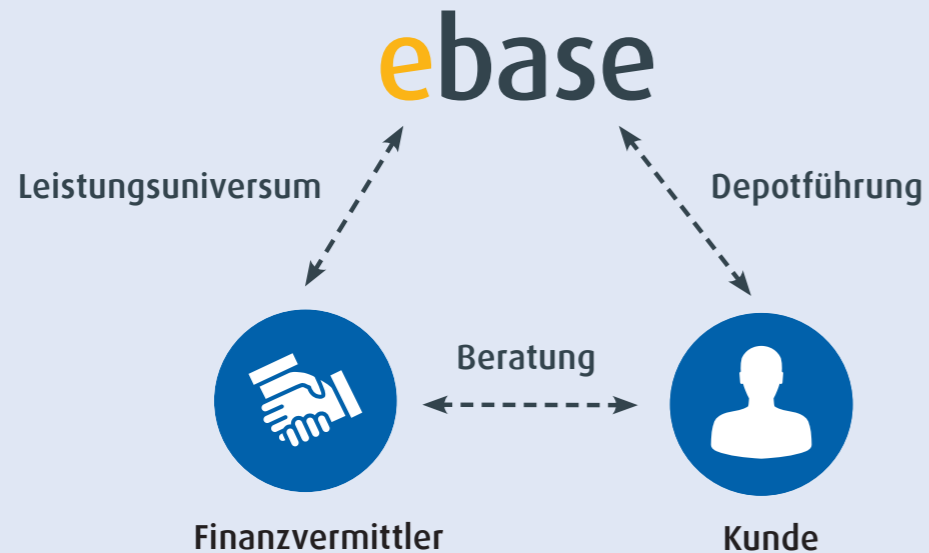 ebase
Leistungsuniversum
Depotführung
Beratung
Finanzvermittler
Kunde